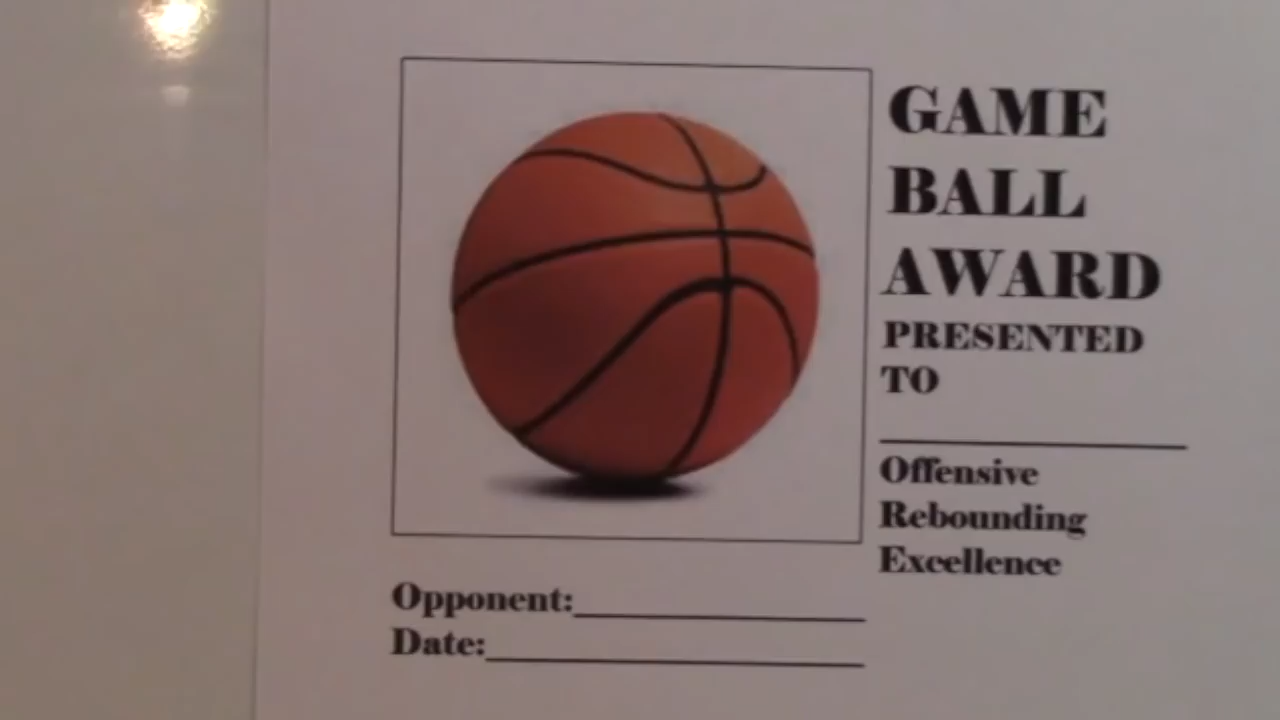 GAME
BALL
AWARD
PRESENTED
TO
Offensive
Rebounding
Excellence
Opponent:
Date: